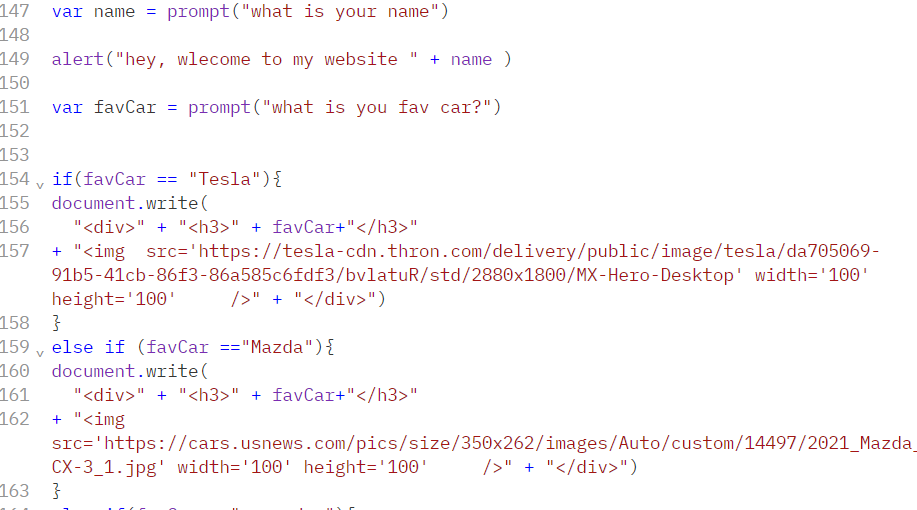 147 var name = prompt("what is your name")
148
149 alert("hey, wlecome to my website " + name )
150
151 var favCar = prompt("what is you fav car?")
152
153
154 if(favCar == "Tesla"){
155 document.write(
156 "<div>" + "<h3>" + favCar+"</h3>"
157 + "<img  src='https://tesla-cdn.thron.com/delivery/public/image/tesla/da705069-
91b5-41cb-86f3-86a585c6fdf3/bvlatuR/std/2880x1800/MX-Hero-Desktop' width='100'
height='100'     />" + "</div>")
158 }
159 else if (favCar =="Mazda"){
160 document.write(
161 "<div>" + "<h3>" + favCar+"</h3>"
162 + "<img
src='https://cars.usnews.com/pics/size/350x262/images/Auto/custom/14497/2021_Mazda_
CX-3_1.jpg' width='100' height='100'     />" + "</div>")
163 }